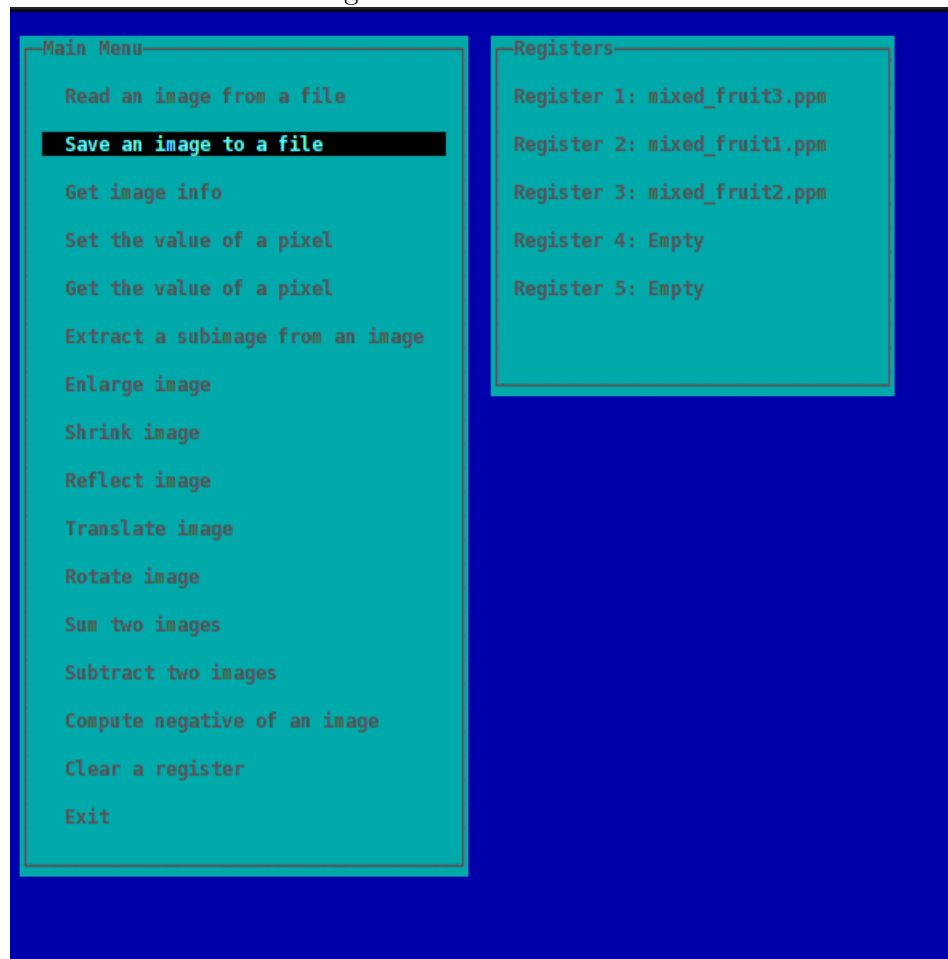 Main Menu
Read an image from a file
Save an image to a file
Get image info
Set the value of a pixel
Get the value of a pixel
Extract a subimage from an image
Enlarge image
Shrink image
Reflect image
Translate image
Rotate image
Sum two images
Subtract two images
Compute negative of an image
Clear a register
Exit
Registers
Register 1: mixed_fruit3.ppm
Register 2: mixed_fruit1.ppm
Register 3: mixed_fruit2.ppm
Register 4: Empty
Register 5: Empty